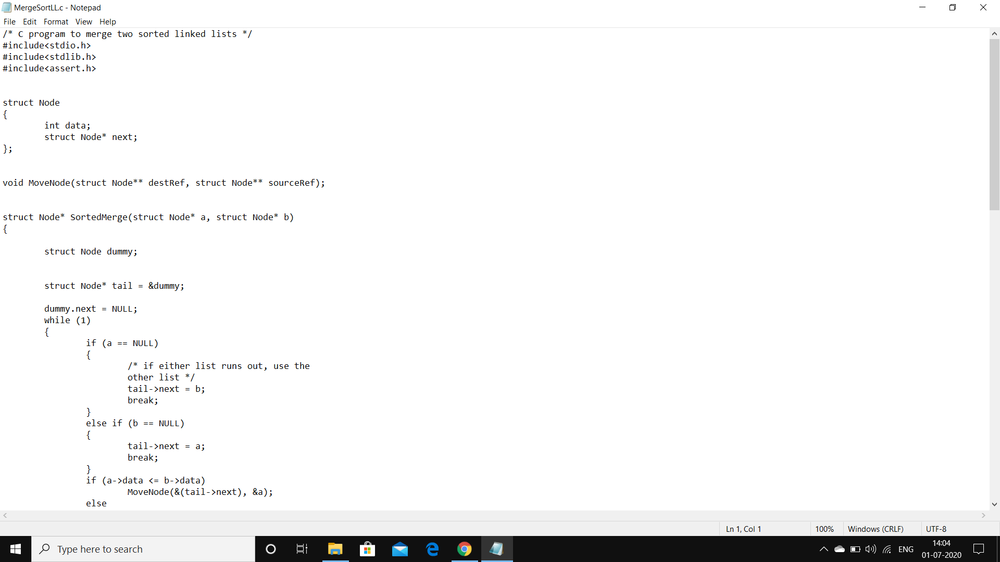 MergeSortLL.c - Notepad
File Edit Format View Help
/* C program to merge two sorted linked lists */
#include<stdio.h>
#include<stdlib.h>
#include<assert.h>
struct Node
{
int data;
struct Node* next;
};
void MoveNode(struct Node** destRef, struct Node** sourceRef);
struct Node* SortedMerge(struct Node* a, struct Node* b)
{
struct Node dummy;
struct Node* tail = &dummy;
dummy.next = NULL;
while (1)
{
if (a == NULL)
{
/* if either list runs out, use the
other list */
tail->next = b;
break;
}
else if (b == NULL)
{
tail->next = a;
break;
}
if (a->data <= b->data)
MoveNode(&(tail->next), &a);
else
Ln 1, Col 1 100% Windows (CRLF) UTF-8
Type here to search
ENG
14:04
01-07-2020